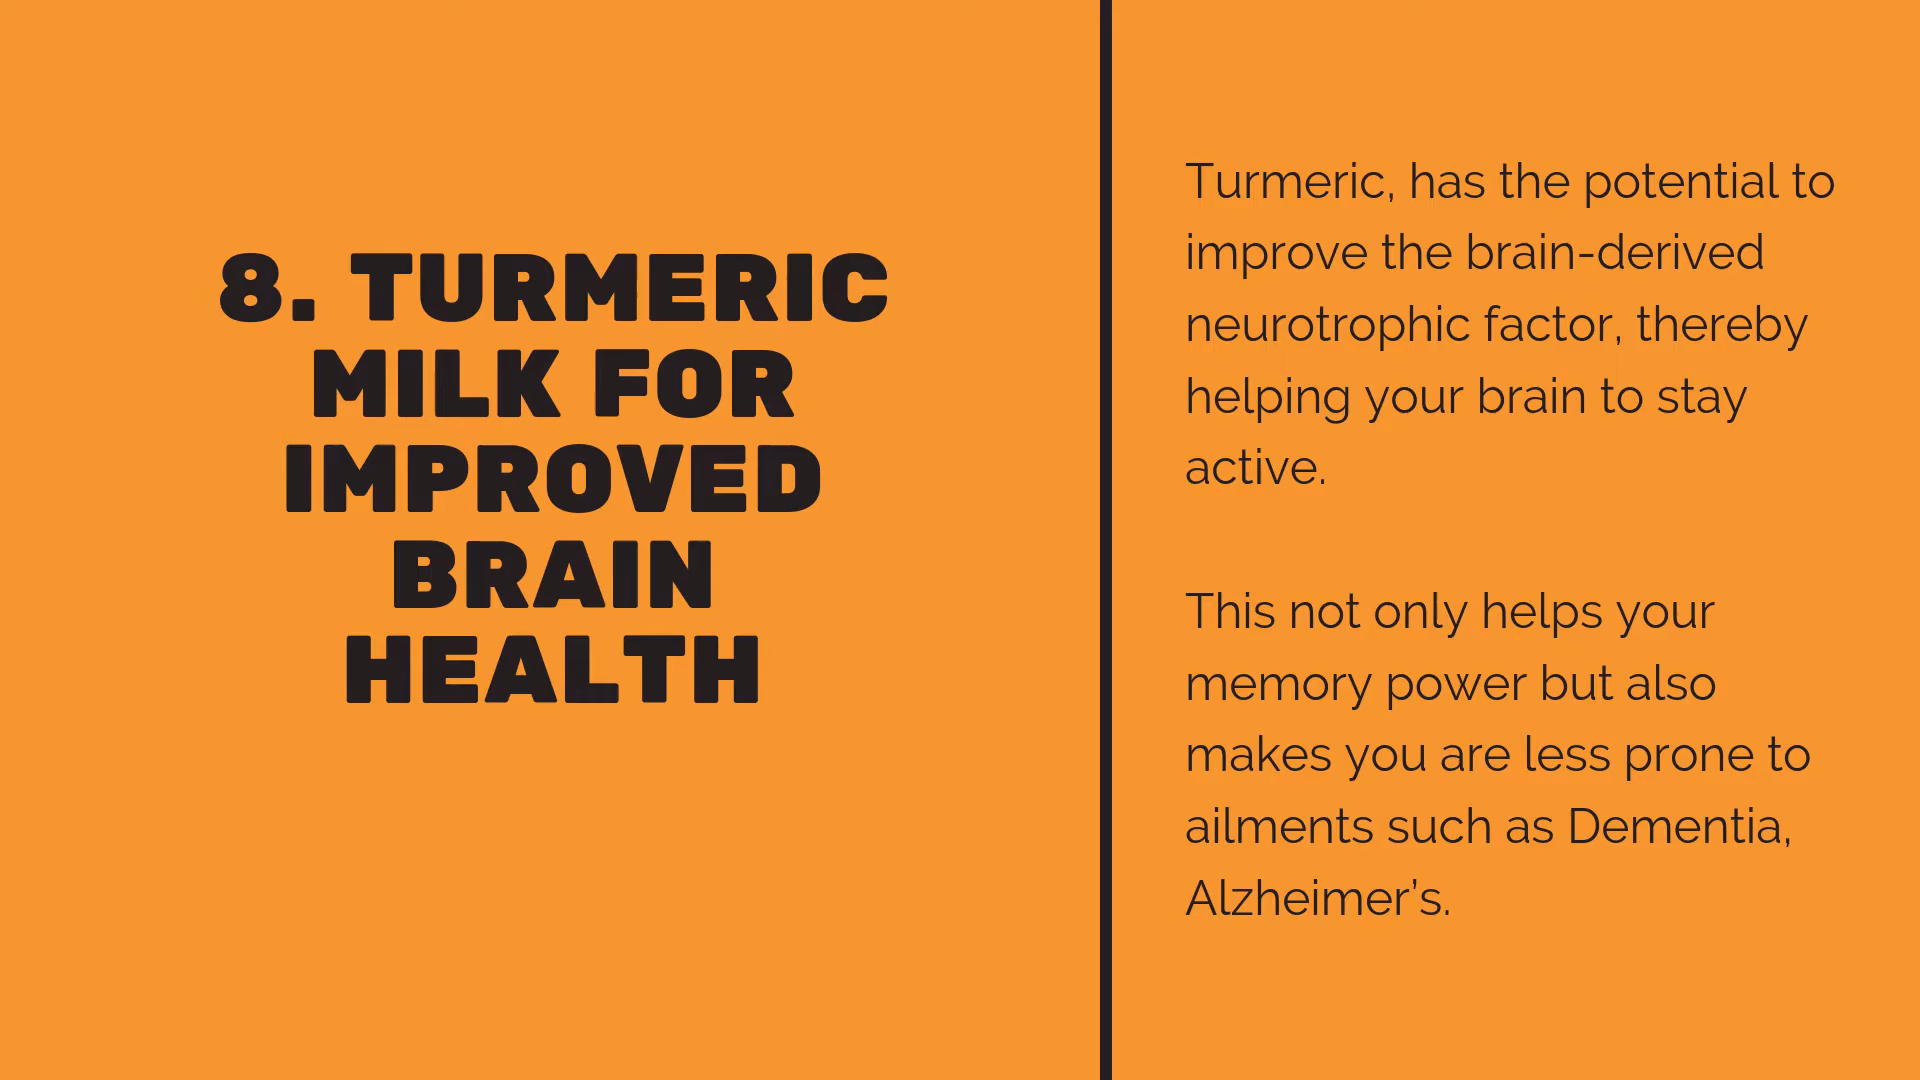 8. TURMERIC
MILK FOR
IMPROVED
BRAIN
HEALTH
Turmeric, has the potential to
improve the brain-derived
neurotrophic factor, thereby
helping your brain to stay
active.
This not only helps your
memory power but also
makes you are less prone to
ailments such as Dementia,
Alzheimer’s.